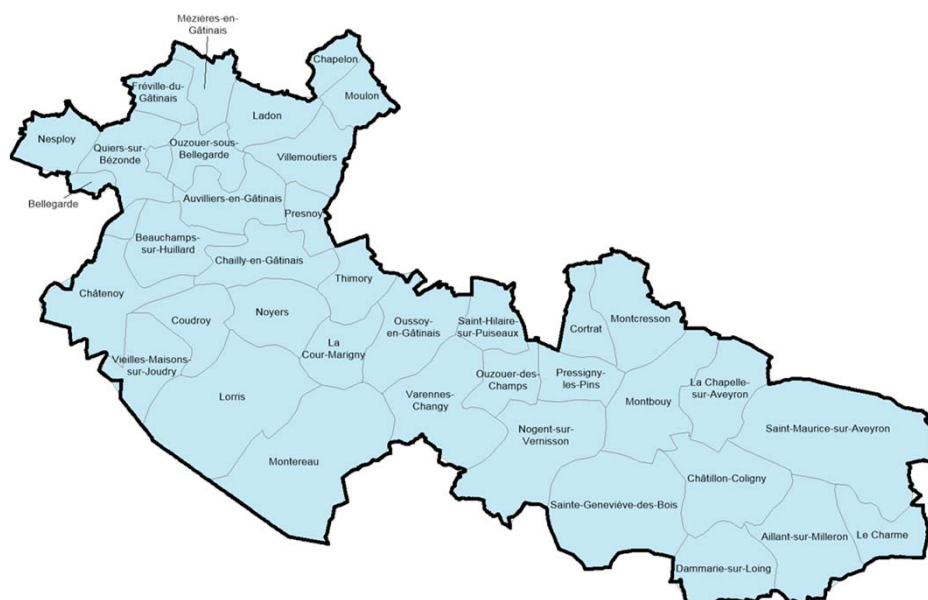 Mézières-en-
Gâtinais
Chapelon
Fréville-du-
Gâtinais
Moulon
Ladon
Nesploy
Quiers-sur-
Bézonde
Ouzouer-sous-
Bellegarde
Villemoutiers
Bellegarde
Auvilliers-en-Gâtinais
Presnoy
Beauchamps-
sur-Huillard
Chailly-en-Gâtinais
Thimory
Châtenoy
Coudroy
Noyers
Oussoy-
en-Gâtinais
Saint-Hilaire-
sur-Puiseaux
Cortrat
Montcresson
La
Cour-Marigny
Vieilles-Maisons-
sur-Joudry
Ouzouer-des-
Champs
Pressigny-
les-Pins
La Chapelle-
sur-Aveyron
Lorris
Varennes-
Changy
Montbouy
Nogent-sur-
Vernisson
Saint-Maurice-sur-Aveyron
Montereau
Châtillon-Coligny
Sainte-Geneviève-des-Bois
Aillant-sur-Milleron
Le Charme
Dammarie-sur-Loing